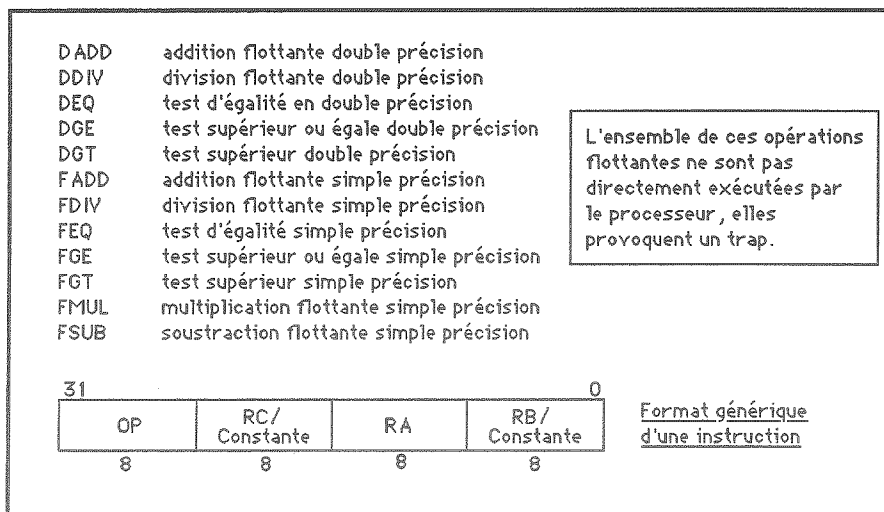 DADD addition flottante double précision
DDIV division flottante double précision
DEQ test d'égalité en double précision
DGE test supérieur ou égale double précision
DGT test supérieur double précision
FADD addition flottante simple précision
FDIV division flottante simple précision
FEQ test d'égalité simple précision
FGE test supérieur ou égale simple précision
FGT test supérieur simple précision
FMUL multiplication flottante simple précision
FSUB soustraction flottante simple précision
L'ensemble de ces opérations
flottantes ne sont pas
directement exécutées par
le processeur, elles
provoquent un trap.
31 0
OP RC/ Constante RA RB/ Constante
8 8 8 8
Format générique
d'une instruction